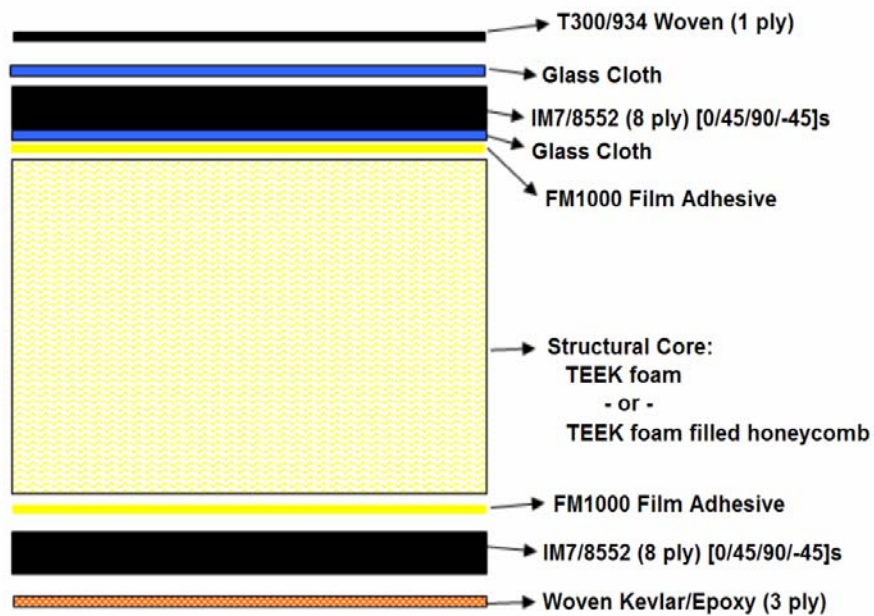 T300/934 Woven (1 ply)
Glass Cloth
IM7/8552 (8 ply) [0/45/90/-45]s
Glass Cloth
FM1000 Film Adhesive
Structural Core:
TEEK foam
- or -
TEEK foam filled honeycomb
FM1000 Film Adhesive
IM7/8552 (8 ply) [0/45/90/-45]s
Woven Kevlar/Epoxy (3 ply)